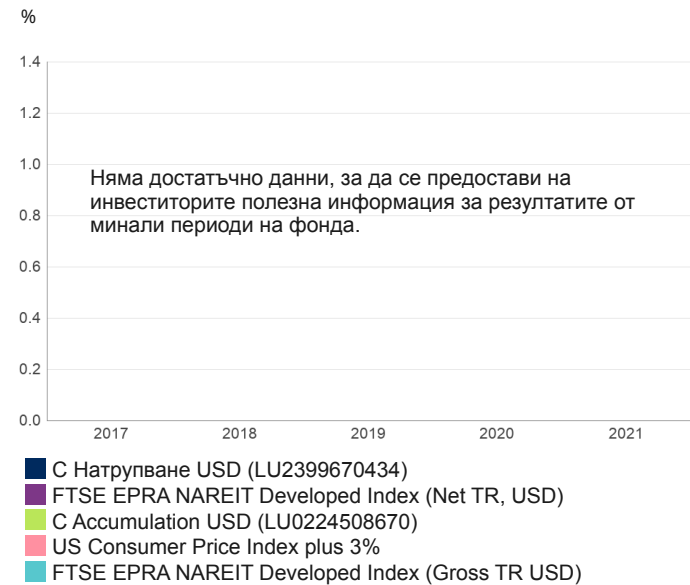 %
1.4
1.2
1.0
Няма достатъчно данни, за да се предостави на
инвеститорите полезна информация за резултатите от
0.8
минали периоди на фонда.
0.6
0.4
0.2
0.0
2017 2018 2019 2020 2021
С Натрупване USD (LU2399670434)
FTSE EPRA NAREIT Developed Index (Net TR, USD)
C Accumulation USD (LU0224508670)
US Consumer Price Index plus 3%
FTSE EPRA NAREIT Developed Index (Gross TR USD)